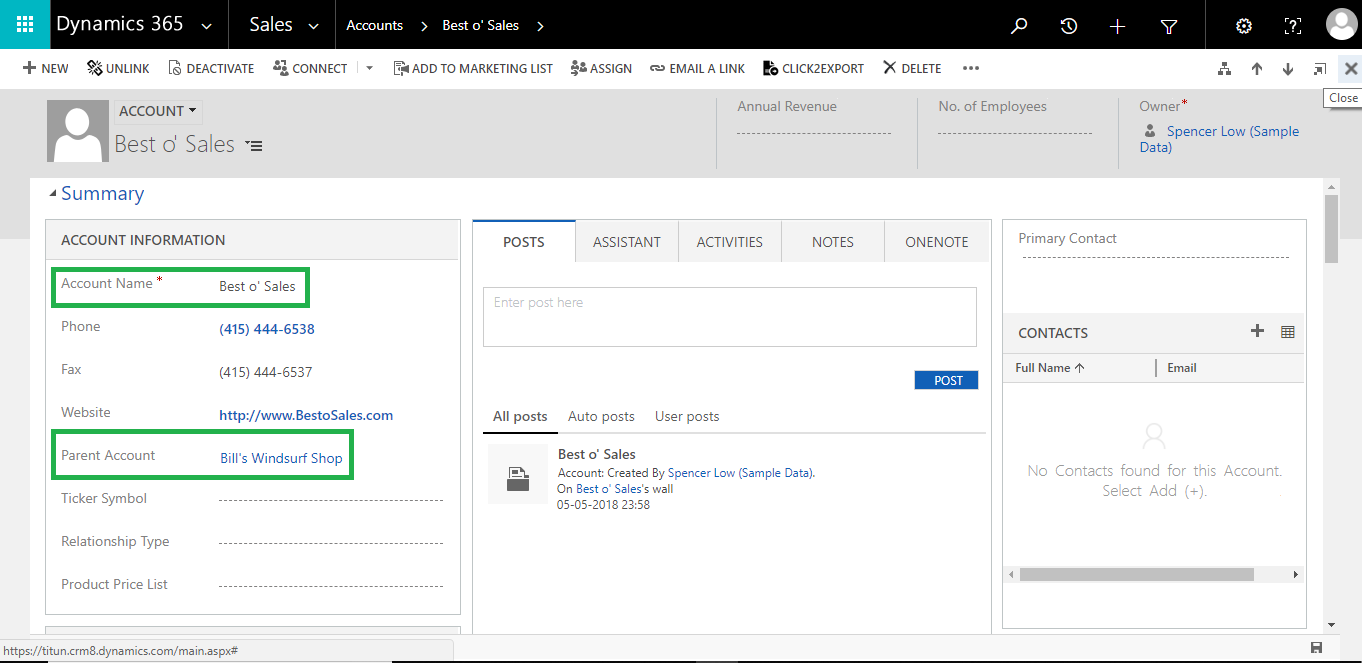 Dynamics 365
Sales
Accounts
Best o' Sales
NEW
UNLINK
DEACTIVATE
CONNECT
ADD TO MARKETING LIST
ASSIGN
EMAIL A LINK
CLICK2EXPORT
DELETE
Close
ACCOUNT
Best o' Sales
Annual Revenue
No. of Employees
Owner*
Spencer Low (Sample
Data)
Summary
ACCOUNT INFORMATION
Account Name * Best o' Sales
Phone (415) 444-6538
Fax (415) 444-6537
Website http://www.BestoSales.com
Parent Account Bill's Windsurf Shop
Ticker Symbol
Relationship Type
Product Price List
POSTS ASSISTANT ACTIVITIES NOTES ONENOTE
Enter post here
POST
All posts Auto posts User posts
Best o' Sales
Account: Created By Spencer Low (Sample Data).
On Best o' Sales's wall
05-05-2018 23:58
Primary Contact
CONTACTS
Full Name Email
No Contacts found for this Account.
Select Add (+).
https://titun.crm8.dynamics.com/main.aspx#